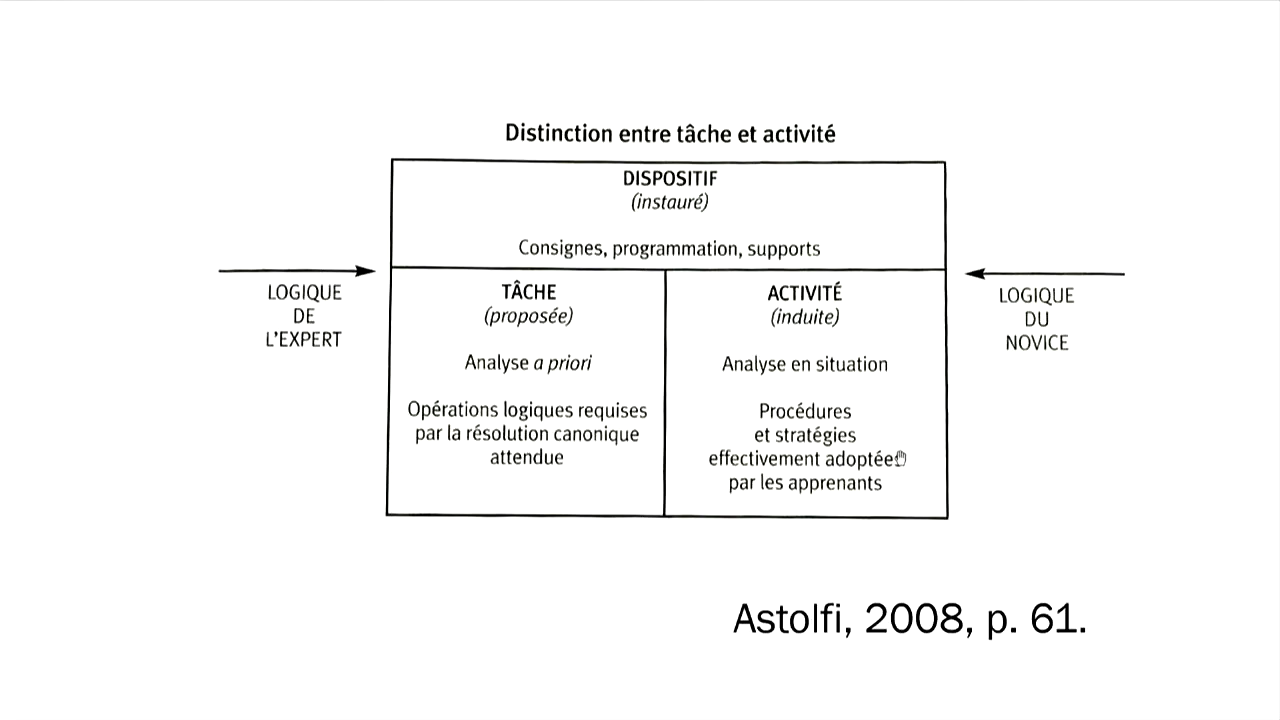 Distinction entre tâche et activité
DISPOSITIF
(instauré)
Consignes, programmation, supports
LOGIQUE
DE
L'EXPERT
TÂCHE
(proposée)
Analyse a priori
Opérations logiques requises
par la résolution canonique
attendue
ACTIVITÉ
(induite)
Analyse en situation
Procédures
et stratégies
effectivement adoptées
par les apprenants
LOGIQUE
DU
NOVICE
Astolfi, 2008, p. 61.